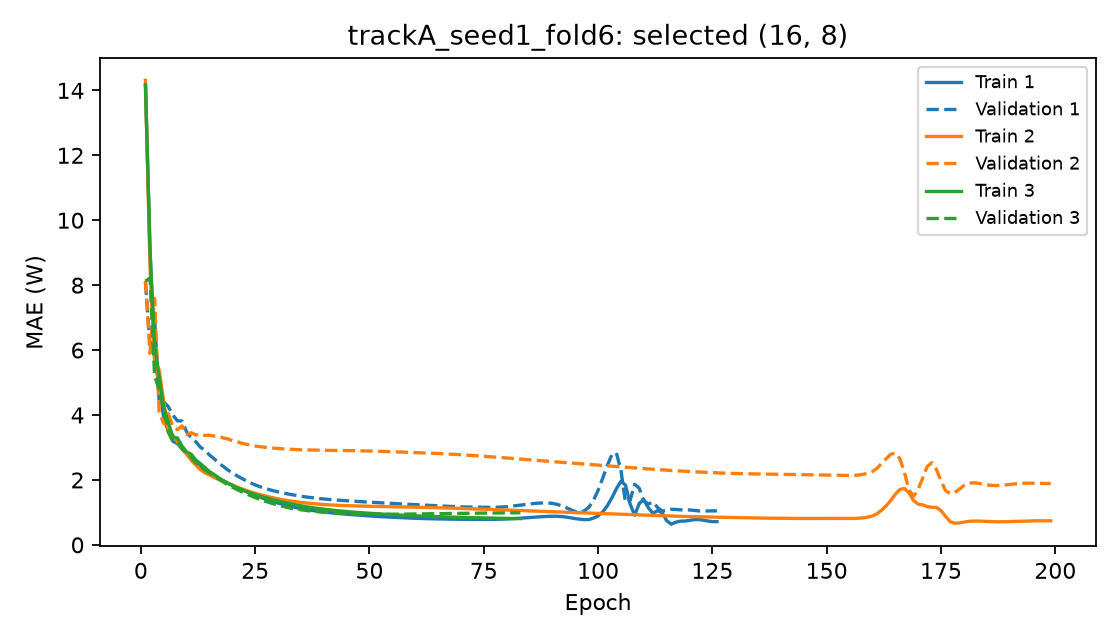 trackA_seed1_fold6: selected (16, 8)
MAE (W)
14
12
10
8
6
4
2
0
0 25 50 75 100 125 150 175 200
Epoch
Train 1
Validation 1
Train 2
Validation 2
Train 3
Validation 3